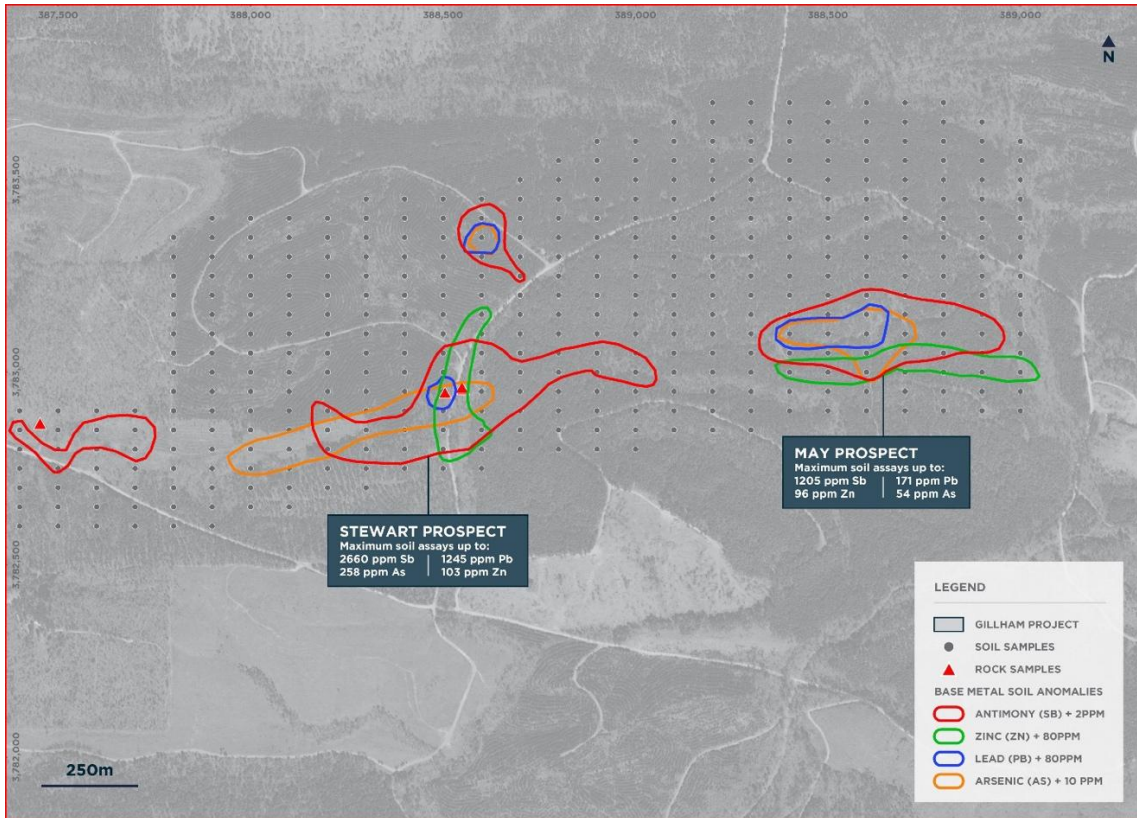 387,500 388,000 388,500 389,000 388,500 389,000
N
3,783,500
3,783,000
3,782,500
3,782,000
MAY PROSPECT
Maximum soil assays up to:
1205 ppm Sb 171 ppm Pb
96 ppm Zn 54 ppm As
STEWART PROSPECT
Maximum soil assays up to:
2660 ppm Sb 1245 ppm Pb
258 ppm As 103 ppm Zn
LEGEND
GILLHAM PROJECT
SOIL SAMPLES
ROCK SAMPLES
BASE METAL SOIL ANOMALIES
ANTIMONY (SB) + 2PPM
ZINC (ZN) + 80PPM
LEAD (PB) + 80PPM
ARSENIC (AS) + 10 PPM
250m